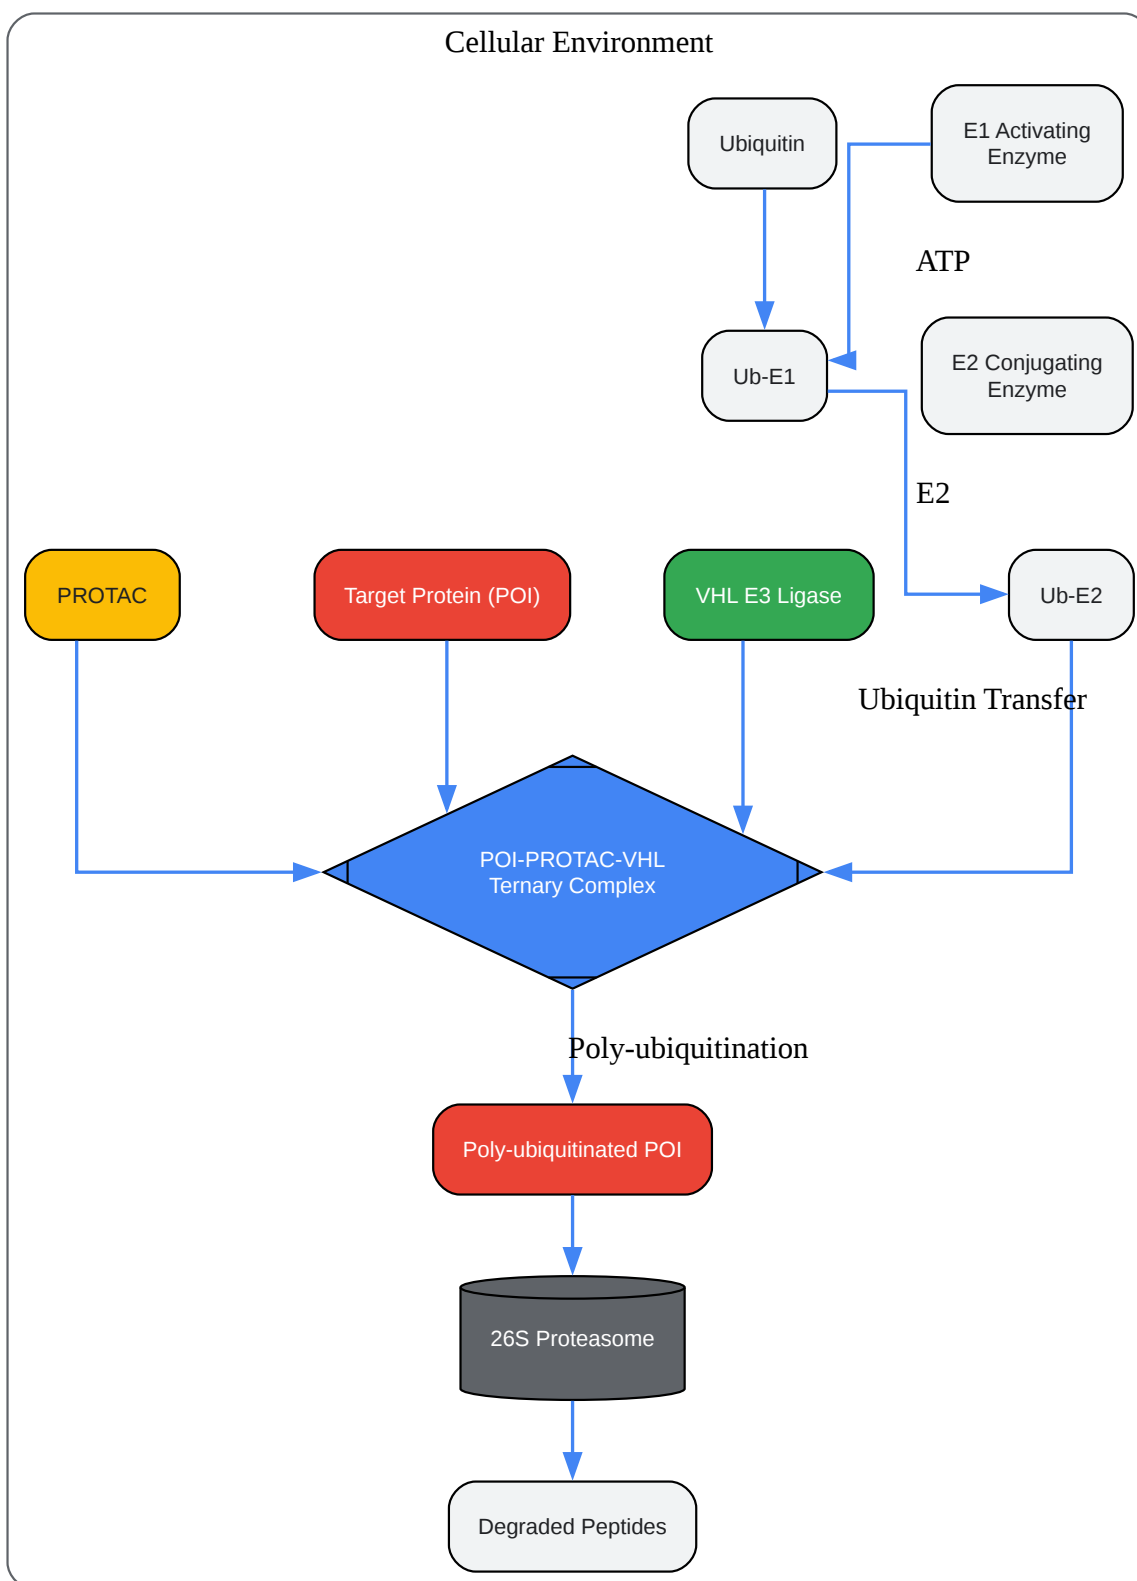 Cellular Environment
Ubiquitin
E1 Activating
Enzyme
ATP
Ub-E1
E2 Conjugating
Enzyme
E2
PROTAC
Target Protein (POI)
VHL E3 Ligase
Ub-E2
Ubiquitin Transfer
POI-PROTAC-VHL
Ternary Complex
Poly-ubiquitination
Poly-ubiquitinated POI
26S Proteasome
Degraded Peptides